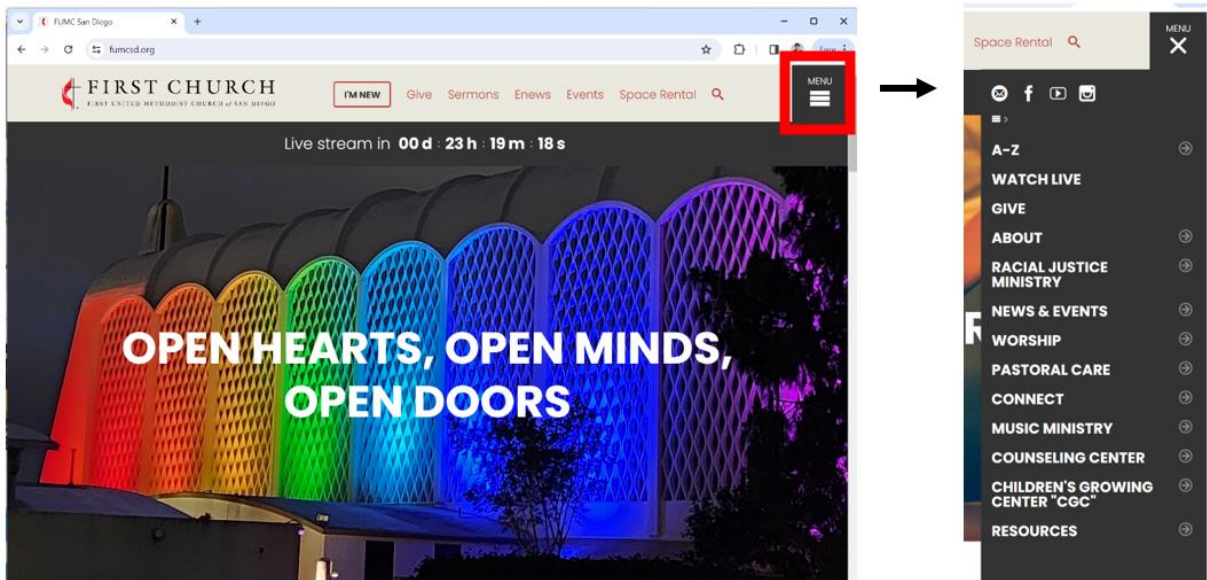 FUMC San Diego
fumcsd.org
FIRST CHURCH
FIRST UNITED METHODIST CHURCH of SAN DIEGO
I'M NEW
Give
Sermons
Enews
Events
Space Rental
MENU
Live stream in 00 d : 23 h : 19 m : 18 s
OPEN HEARTS, OPEN MINDS,
OPEN DOORS
Space Rental
MENU
A-Z
WATCH LIVE
GIVE
ABOUT
RACIAL JUSTICE
MINISTRY
NEWS & EVENTS
WORSHIP
PASTORAL CARE
CONNECT
MUSIC MINISTRY
COUNSELING CENTER
CHILDREN'S GROWING
CENTER "CGC"
RESOURCES